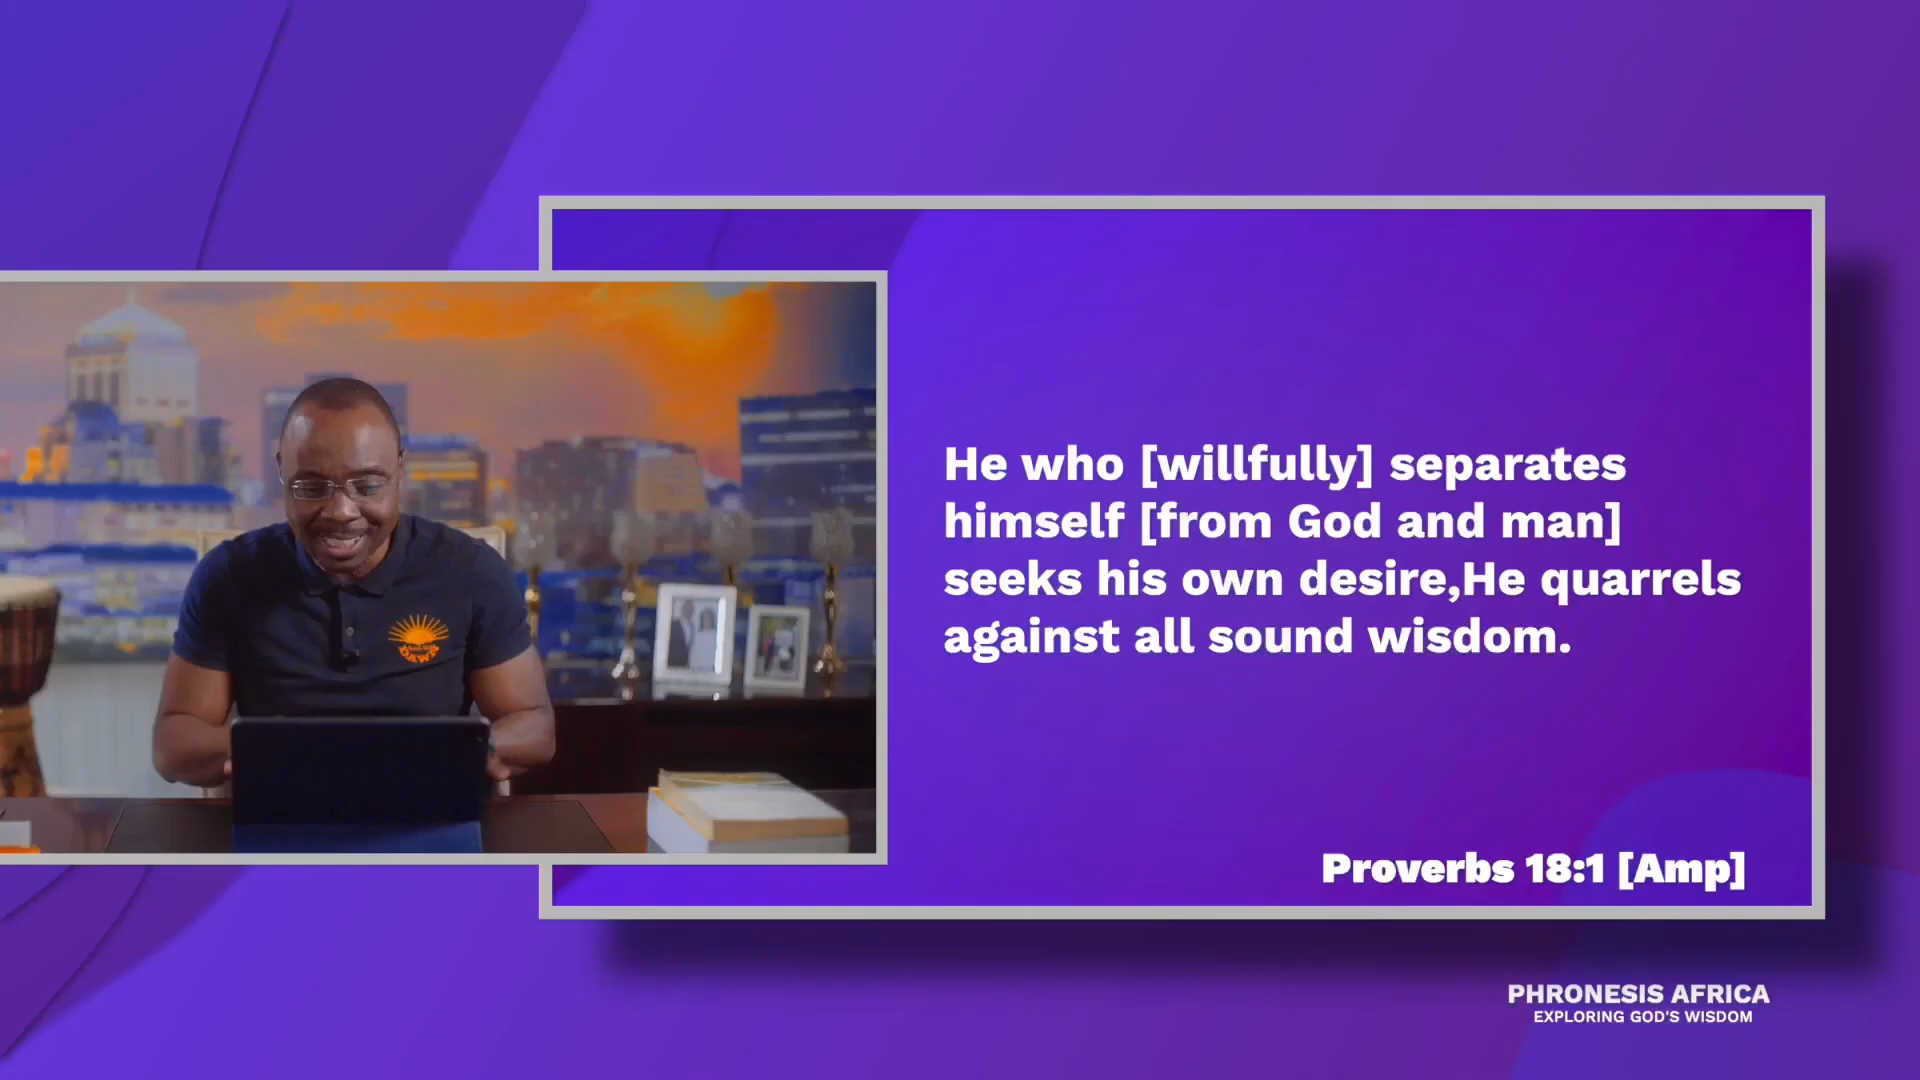 He who [willfully] separates
himself [from God and man]
seeks his own desire,He quarrels
against all sound wisdom.
Proverbs 18:1 [Amp]
PHRONESIS AFRICA
EXPLORING GOD'S WISDOM
DAWN